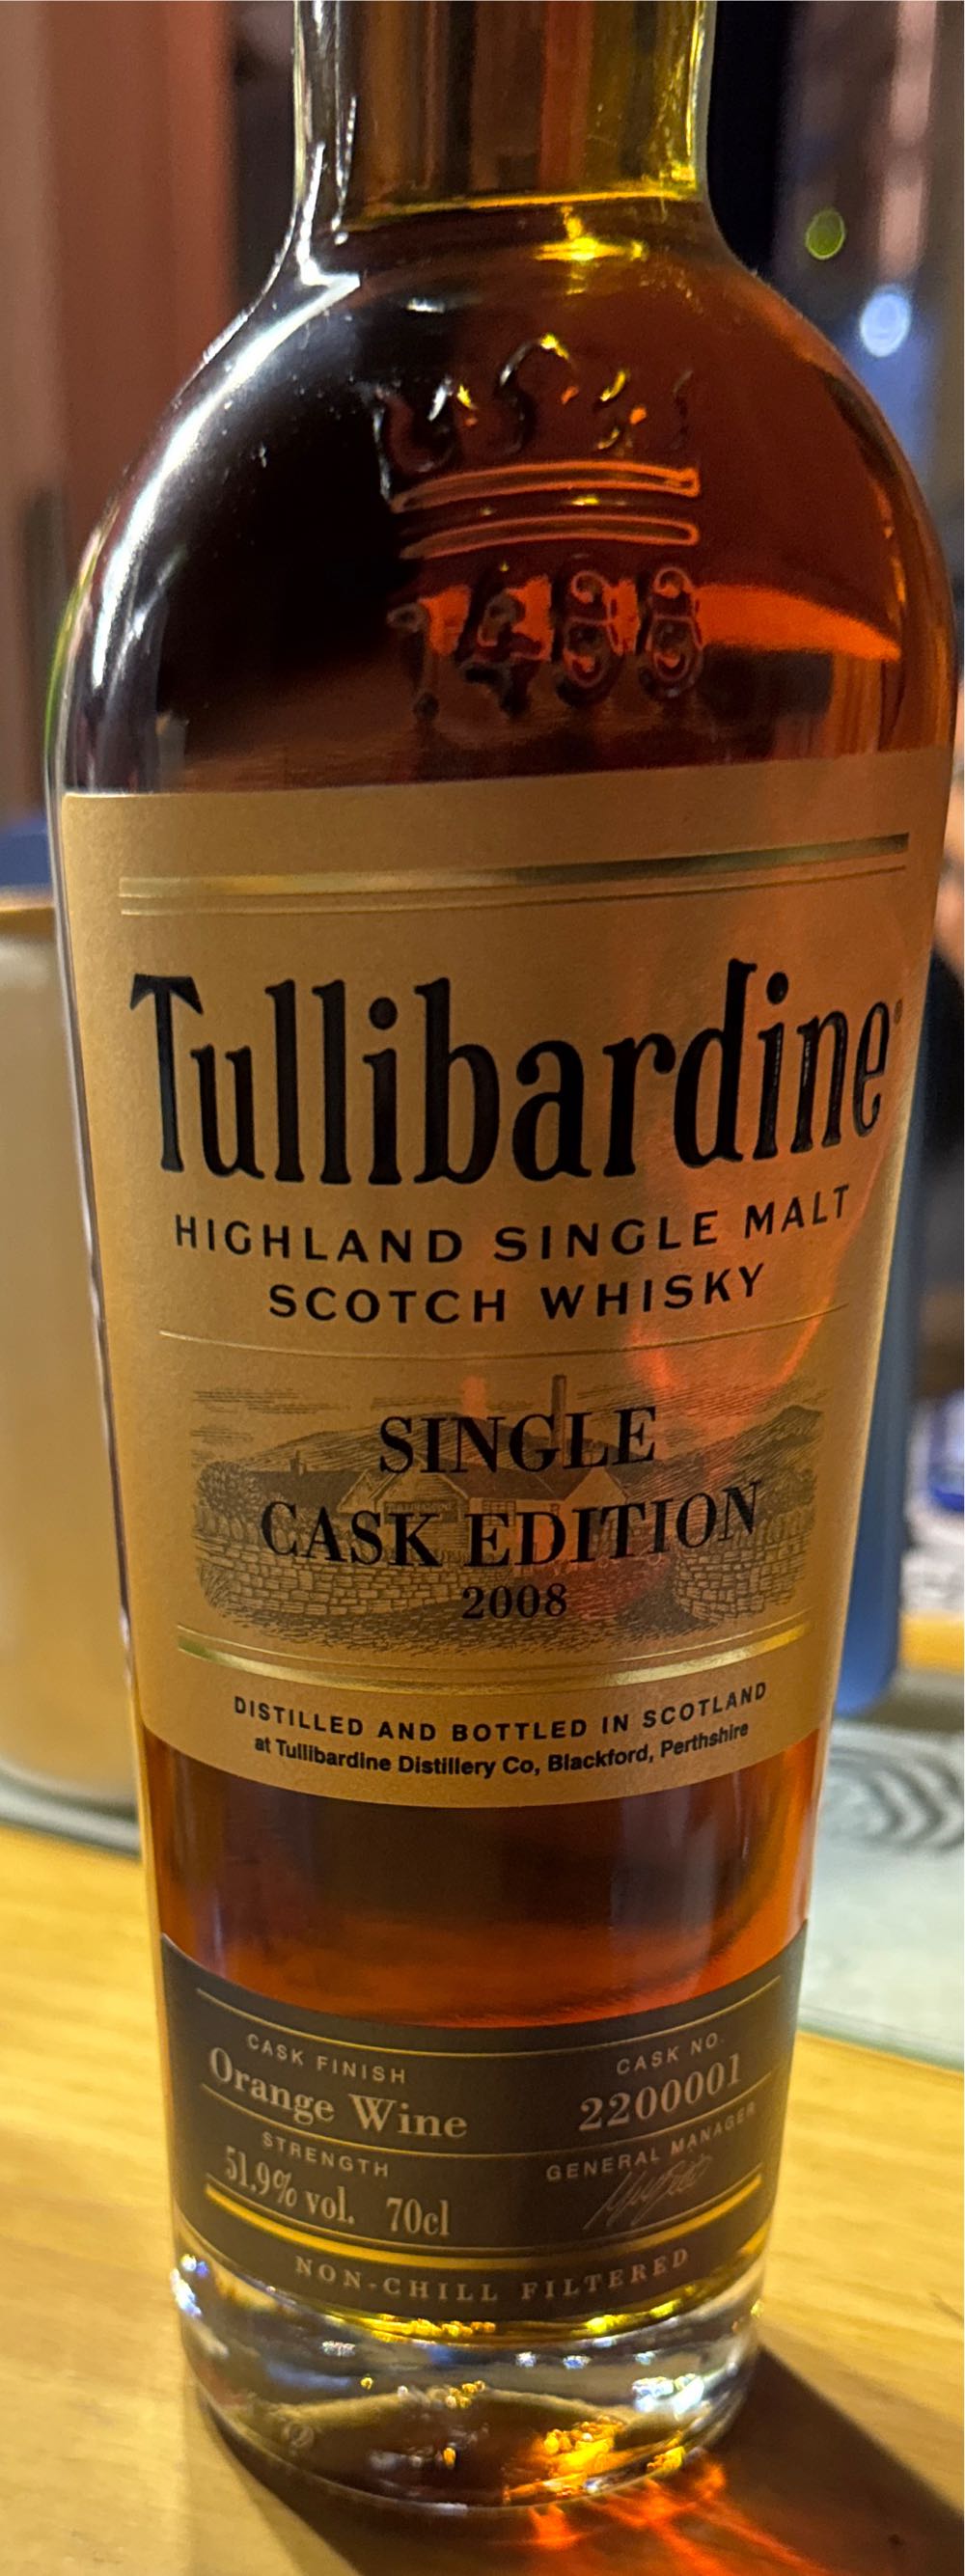 1488
Tullibardine®
HIGHLAND SINGLE MALT
SCOTCH WHISKY
SINGLE
CASK EDITION
2008
DISTILLED AND BOTTLED IN SCOTLAND
at Tullibardine Distillery Co, Blackford, Perthshire
CASK FINISH
Orange Wine
STRENGTH
51.9% vol. 70cl
CASK NO.
2200001
GENERAL MANAGER
NON-CHILL FILTERED